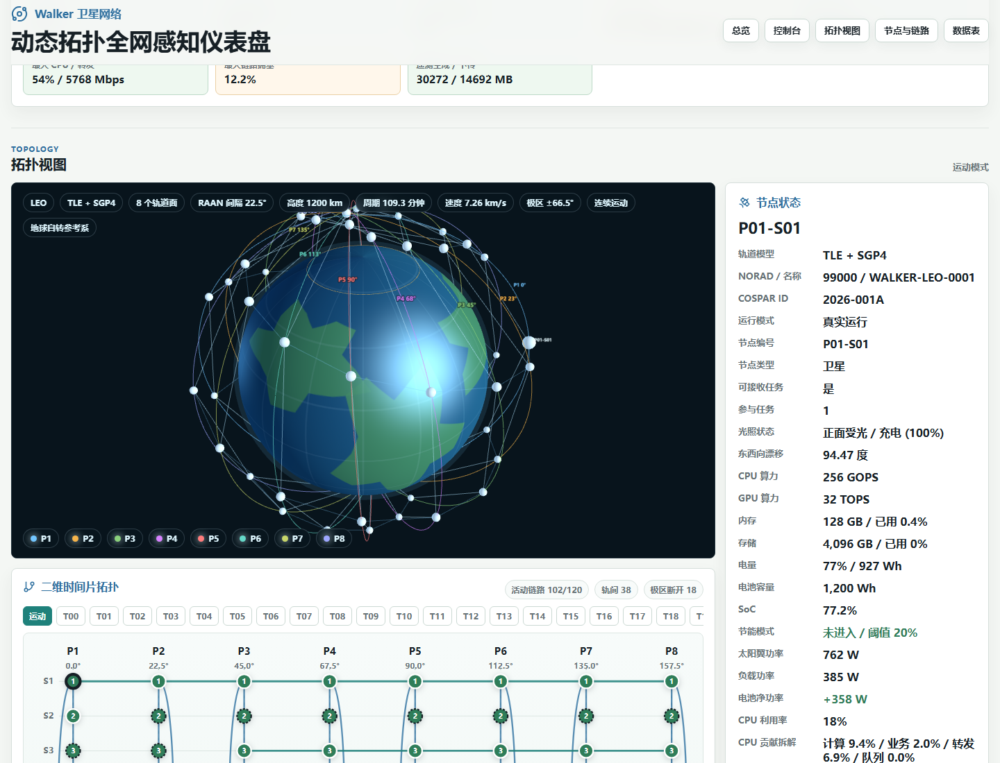 Walker 卫星网络
动态拓扑全网感知仪表盘
总览
控制台
拓扑视图
节点与链路
数据表
54% / 5768 Mbps
12.2%
30272 / 14692 MB
TOPOLOGY
拓扑视图
运动模式
LEO
TLE + SGP4
8 个轨道面
RAAN 间隔 22.5°
高度 1200 km
周期 109.3 分钟
速度 7.26 km/s
极区 ±66.5°
连续运动
地球自转参考系
P7 135°
P6 113°
P5 90°
P4 68°
P3 45°
P1 0°
P2 23°
P01-S01
P1
P2
P3
P4
P5
P6
P7
P8
二维时间片拓扑
活动链路 102/120
轨间 38
极区断开 18
运动
T00
T01
T02
T03
T04
T05
T06
T07
T08
T09
T10
T11
T12
T13
T14
T15
T16
T17
T18
P1 P2 P3 P4 P5 P6 P7 P8
0.0° 22.5° 45.0° 67.5° 90.0° 112.5° 135.0° 157.5°
S1 1 1 1 1 1 1 1 1
S2 2 2 2 2 2 2 2 2
S3 3 3 3 3 3 3 3 3
节点状态
P01-S01
轨道模型 TLE + SGP4
NORAD / 名称 99000 / WALKER-LEO-0001
COSPAR ID 2026-001A
运行模式 真实运行
节点编号 P01-S01
节点类型 卫星
可接收任务 是
参与任务 1
光照状态 正面受光 / 充电 (100%)
东西向漂移 94.47 度
CPU 算力 256 GOPS
GPU 算力 32 TOPS
内存 128 GB / 已用 0.4%
存储 4,096 GB / 已用 0%
电量 77% / 927 Wh
电池容量 1,200 Wh
SoC 77.2%
节能模式 未进入 / 阈值 20%
太阳翼功率 762 W
负载功率 385 W
电池净功率 +358 W
CPU 利用率 18%
CPU 贡献拆解 计算 9.4% / 业务 2.0% / 转发
6.9% / 队列 0.0%